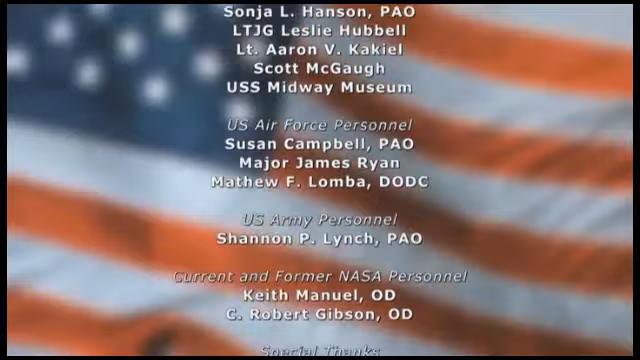 Sonja L. Hanson, PAO
LTJG Leslie Hubbell
Lt. Aaron V. Kakiel
Scott McGaugh
USS Midway Museum
US Air Force Personnel
Susan Campbell, PAO
Major James Ryan
Mathew F. Lomba, DODC
US Army Personnel
Shannon P. Lynch, PAO
Current and Former NASA Personnel
Keith Manuel, OD
C. Robert Gibson, OD
Special Thanks